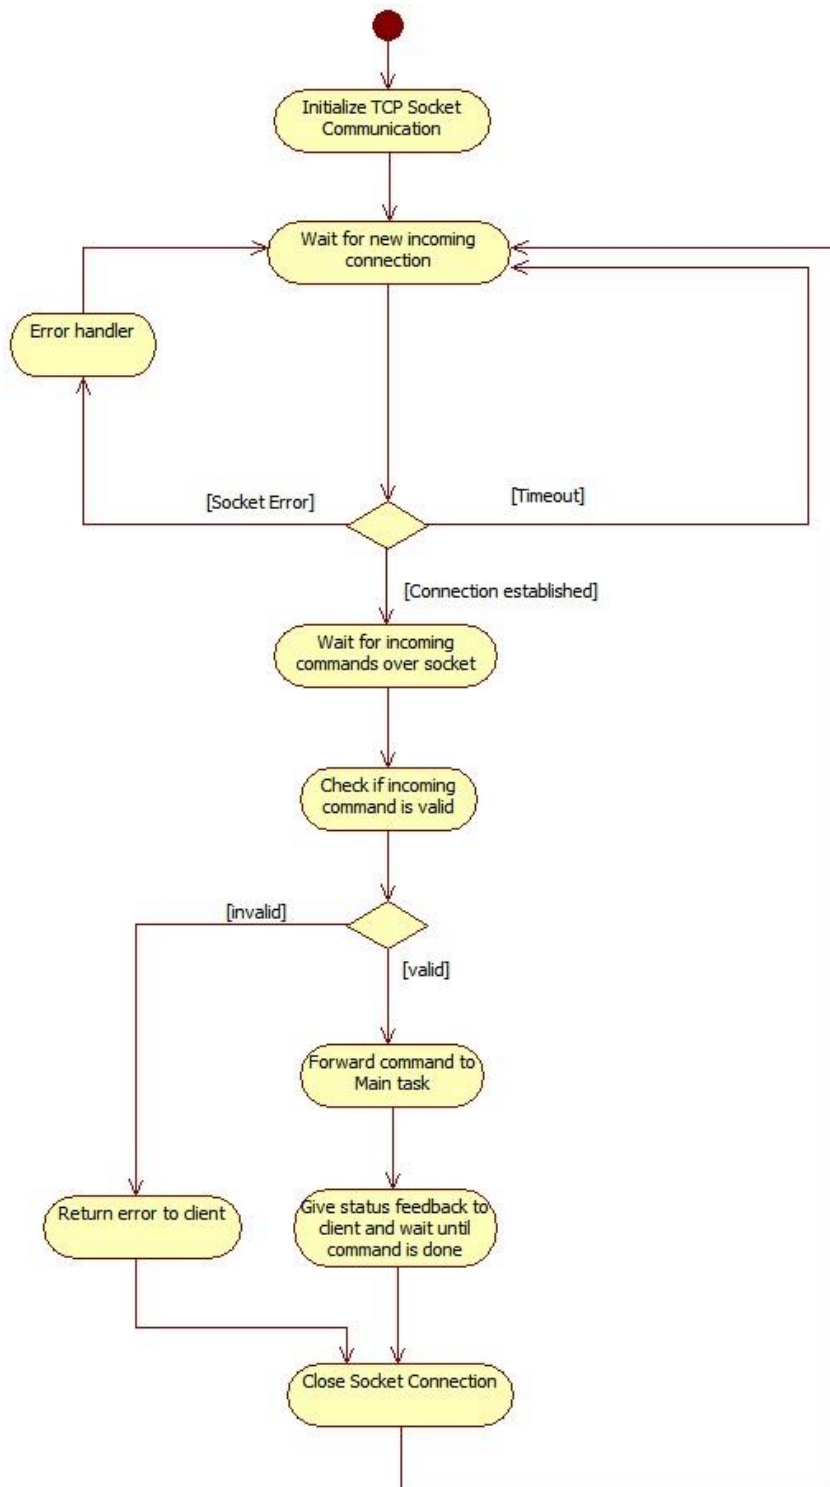 Initialize TCP Socket
Communication
Wait for new incoming
connection
Error handler
[Socket Error]
[Timeout]
[Connection established]
Wait for incoming
commands over socket
Check if incoming
command is valid
[invalid]
[valid]
Forward command to
Main task
Return error to client
Give status feedback to
client and wait until
command is done
Close Socket Connection